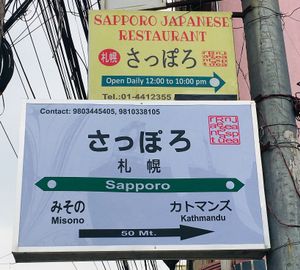 SAPPORO JAPANESE
RESTAURANT
札幌 さっぽろ
Open Daily 12:00 to 10:00 pm
Tel.:01-4412355
Contact: 9803445405, 9810338105
さっぽろ
札幌
Sapporo
みその カトマンス
Misono Kathmandu
50 Mt.